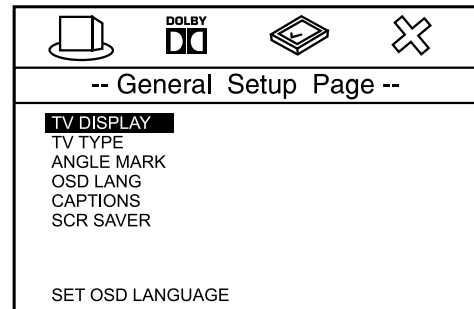 DOLBY
-- General Setup Page --
TV DISPLAY
TV TYPE
ANGLE MARK
OSD LANG
CAPTIONS
SCR SAVER
SET OSD LANGUAGE